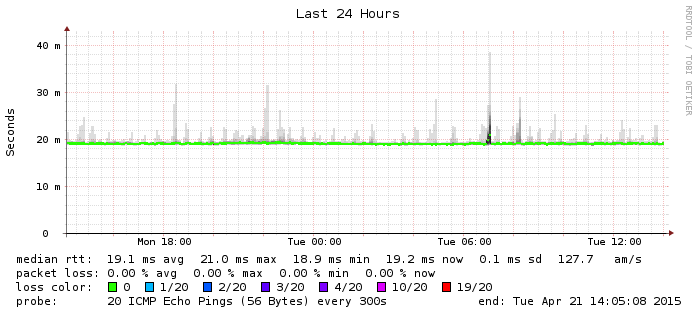 Last 24 Hours
RRDTOOL / TOBI OETIKER
Seconds
40 m
30 m
20 m
10 m
0
Mon 18:00 Tue 00:00 Tue 06:00 Tue 12:00
median rtt: 19.1 ms avg 21.0 ms max 18.9 ms min 19.2 ms now 0.1 ms sd 127.7 am/s
packet loss: 0.00 % avg 0.00 % max 0.00 % min 0.00 % now
loss color: 0 1/20 2/20 3/20 4/20 10/20 19/20
probe: 20 ICMP Echo Pings (56 Bytes) every 300s end: Tue Apr 21 14:05:08 2015